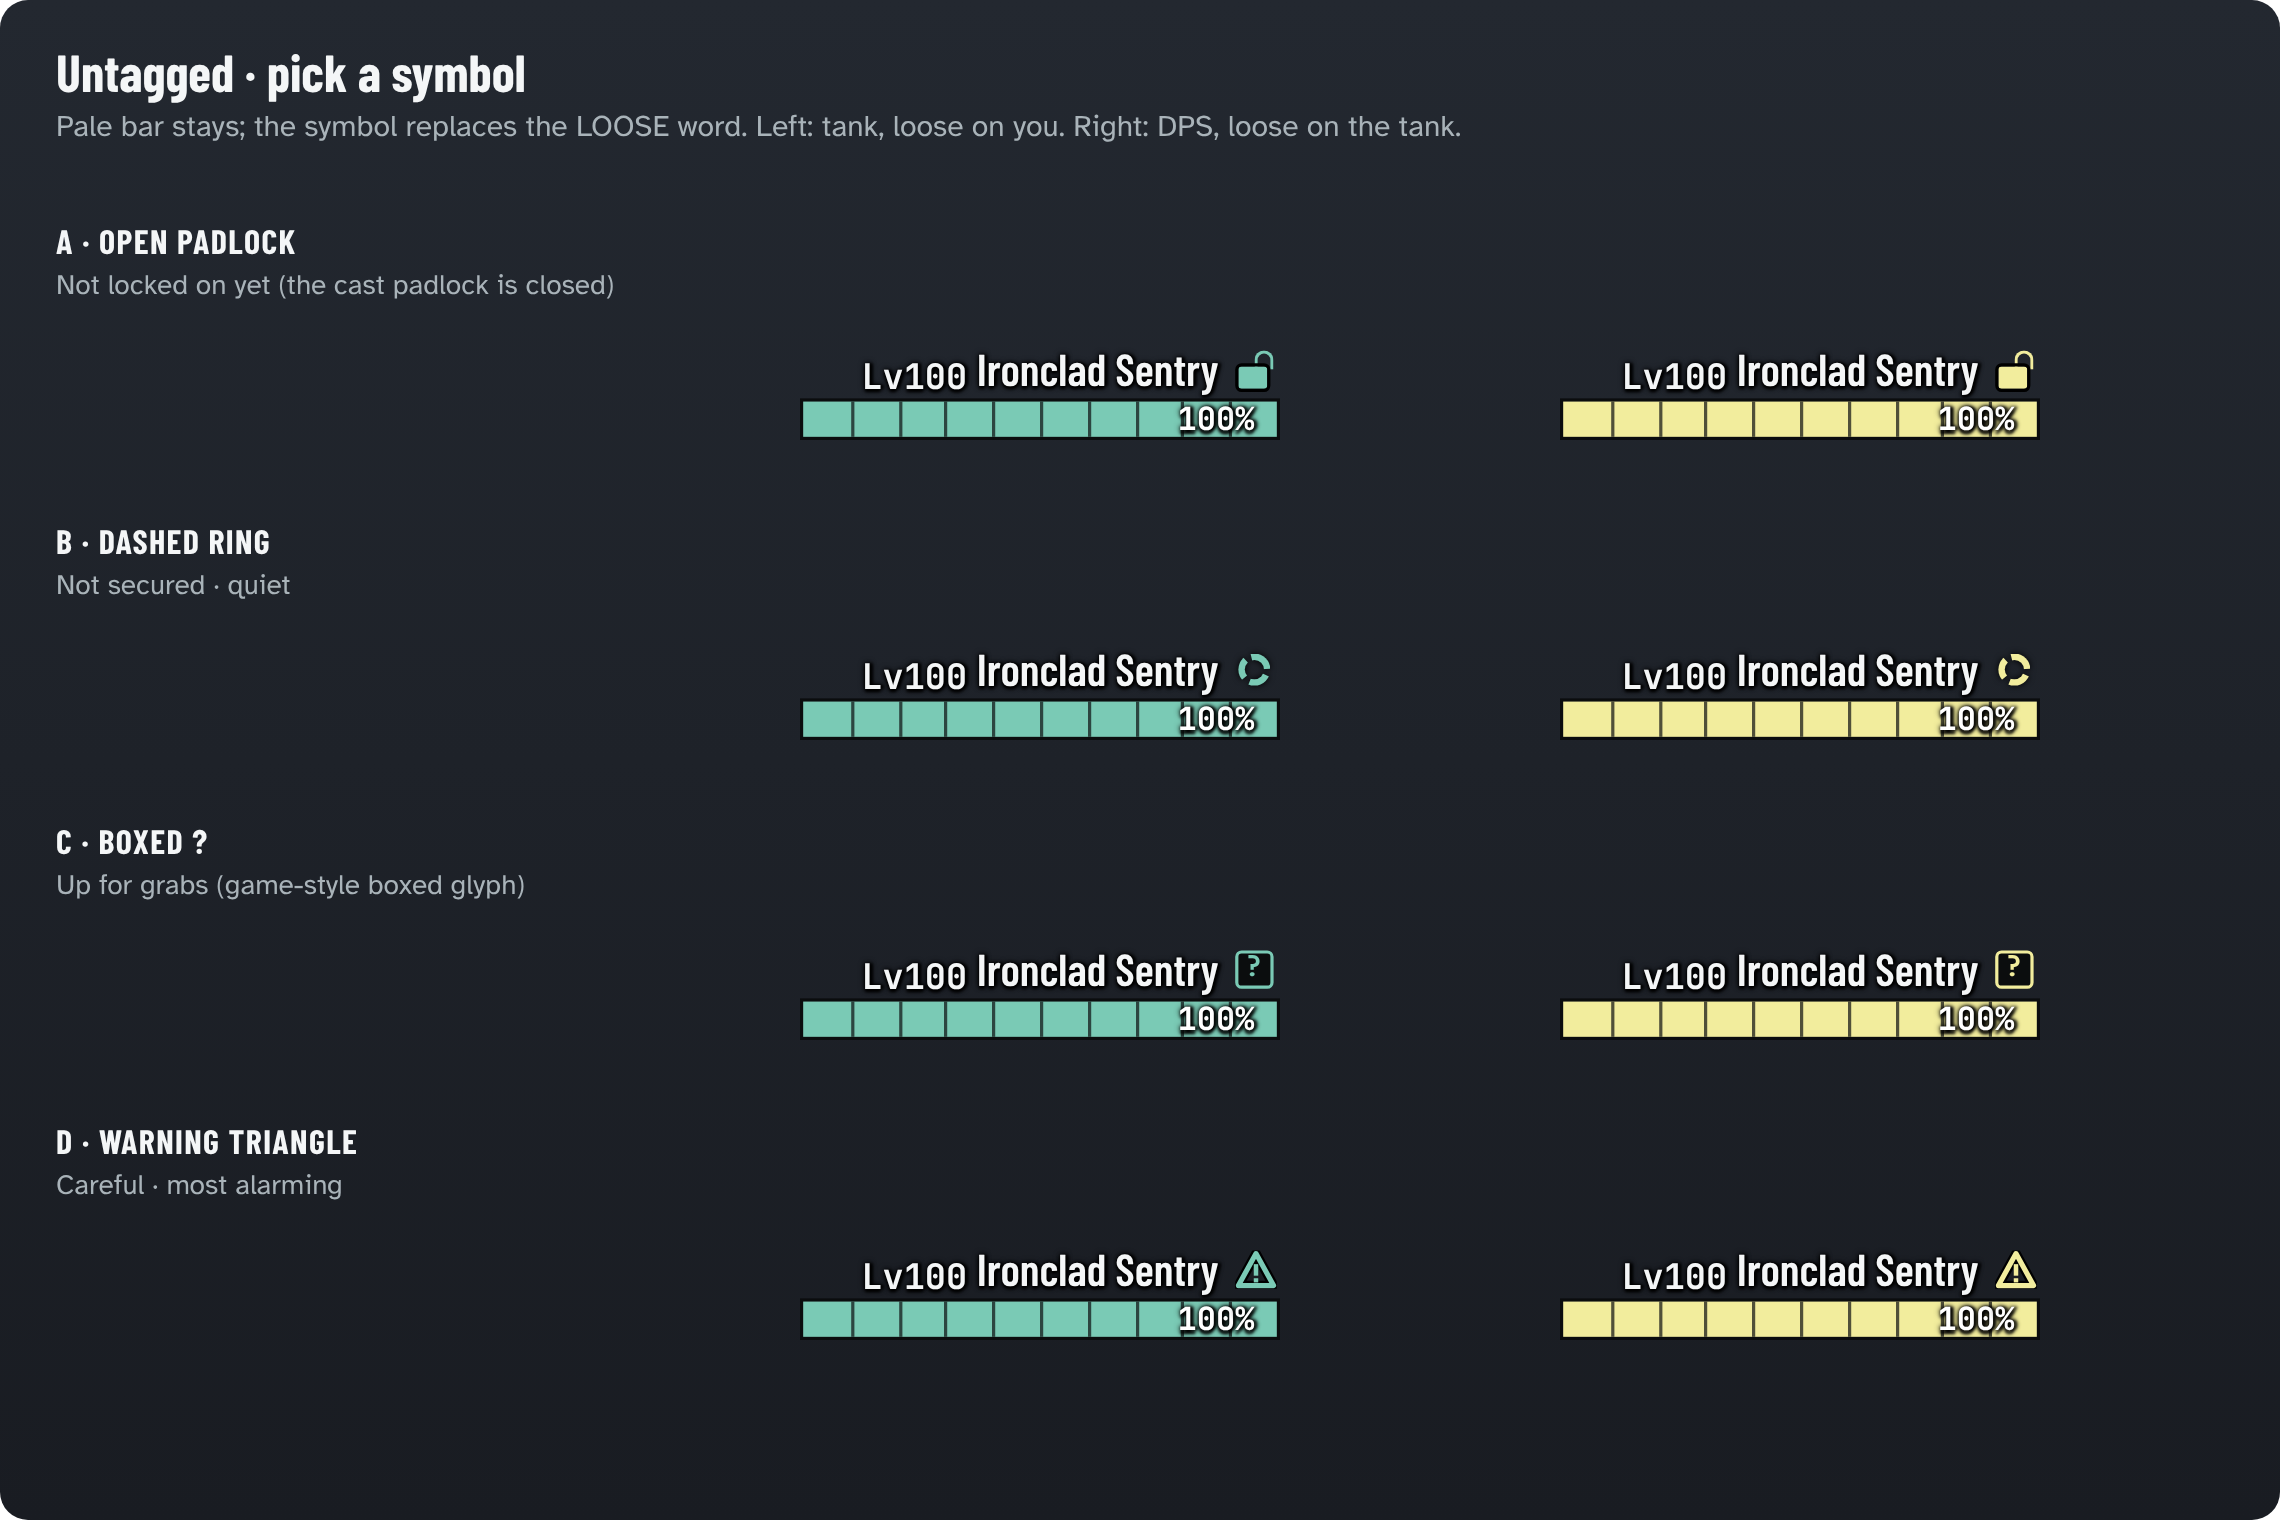 Untagged · pick a symbol
Pale bar stays; the symbol replaces the LOOSE word. Left: tank, loose on you. Right: DPS, loose on the tank.
A · OPEN PADLOCK
Not locked on yet (the cast padlock is closed)
Lv100 Ironclad Sentry
100%
Lv100 Ironclad Sentry
100%
B · DASHED RING
Not secured · quiet
Lv100 Ironclad Sentry
100%
Lv100 Ironclad Sentry
100%
C · BOXED ?
Up for grabs (game-style boxed glyph)
Lv100 Ironclad Sentry ?
100%
Lv100 Ironclad Sentry ?
100%
D · WARNING TRIANGLE
Careful · most alarming
Lv100 Ironclad Sentry !
100%
Lv100 Ironclad Sentry !
100%